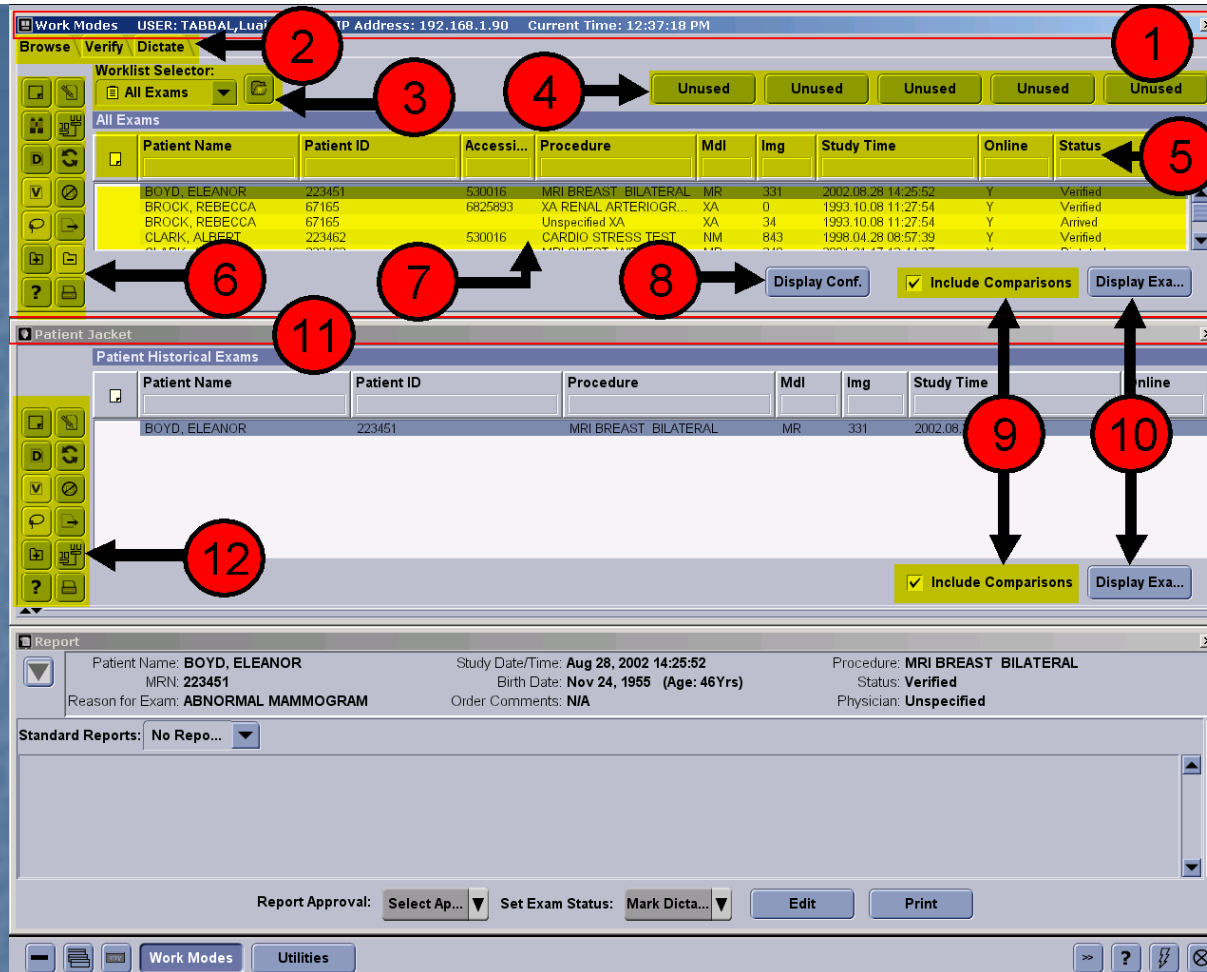 Work Modes USER: TABBAL,Luai IP Address: 192.168.1.90 Current Time: 12:37:18 PM
1
Browse Verify Dictate
2
Worklist Selector:
All Exams
3
4
Unused Unused Unused Unused Unused
All Exams
Patient Name Patient ID Accessi... Procedure Mdl Img Study Time Online Status
5
BOYD, ELEANOR 223451 530016 MRI BREAST BILATERAL MR 331 2002.08.28 14:25:52 Y Verified
BROCK, REBECCA 67165 6825893 XA RENAL ARTERIOGR... XA 0 1993.10.08 11:27:54 Y Verified
BROCK, REBECCA 67165 Unspecified XA XA 34 1993.10.08 11:27:54 Y Arrived
CLARK, ALBERT 223462 530016 CARDIO STRESS TEST NM 843 1998.04.28 08:57:39 Y Verified
D
V
?
6
7
8
Display Conf. Include Comparisons Display Exa...
Patient Jacket
11
Patient Historical Exams
Patient Name Patient ID Procedure Mdl Img Study Time Online
BOYD, ELEANOR 223451 MRI BREAST BILATERAL MR 331 2002.08.
9
10
D
V
?
12
Include Comparisons Display Exa...
Report
Patient Name: BOYD, ELEANOR Study Date/Time: Aug 28, 2002 14:25:52 Procedure: MRI BREAST BILATERAL
MRN: 223451 Birth Date: Nov 24, 1955 (Age: 46Yrs) Status: Verified
Reason for Exam: ABNORMAL MAMMOGRAM Order Comments: N/A Physician: Unspecified
Standard Reports: No Repo...
Report Approval: Select Ap... Set Exam Status: Mark Dicta... Edit Print
Work Modes Utilities >> ?